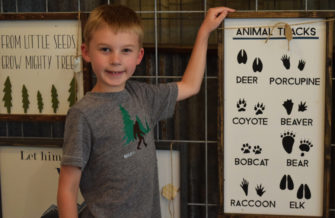 FROM LITTLE SEEDS
GROW MIGHTY TREES
Let him
ANIMAL TRACKS
DEER PORCUPINE
COYOTE BEAVER
BOBCAT BEAR
RACCOON ELK